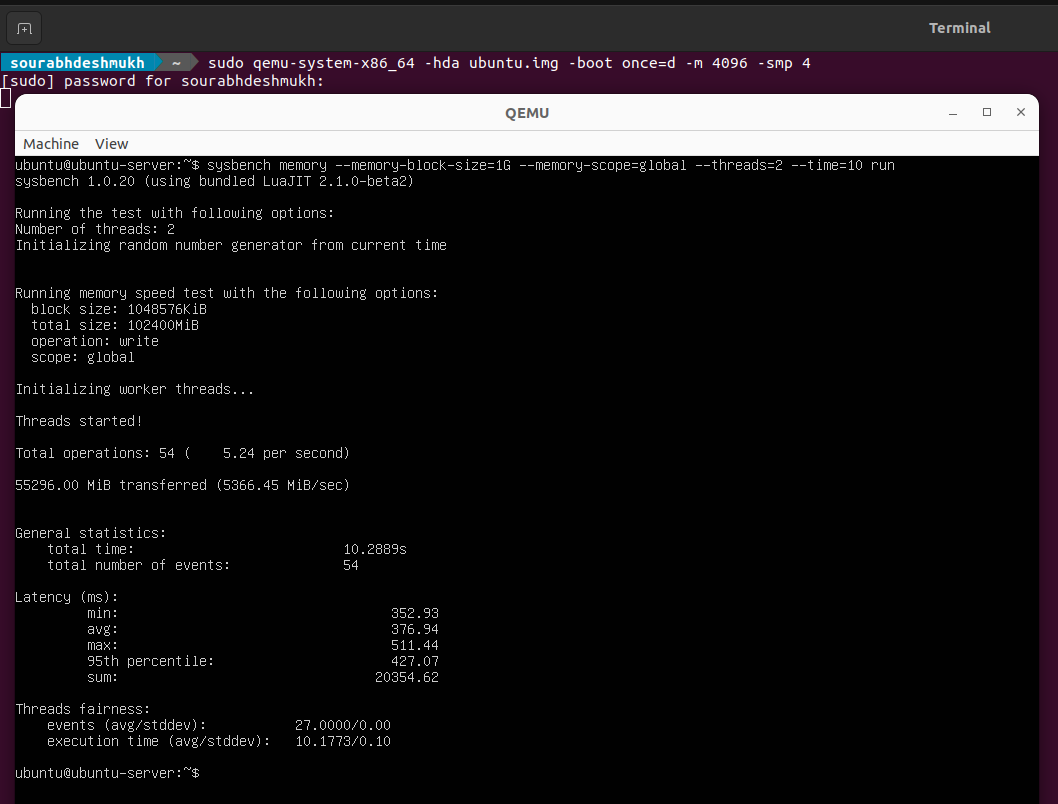 Terminal
sourabhdeshmukh ~ sudo qemu-system-x86_64 -hda ubuntu.img -boot once=d -m 4096 -smp 4
[sudo] password for sourabhdeshmukh:
QEMU
Machine View
ubuntu@ubuntu-server:~$ sysbench memory --memory-block-size=1G --memory-scope=global --threads=2 --time=10 run
sysbench 1.0.20 (using bundled LuaJIT 2.1.0-beta2)
Running the test with following options:
Number of threads: 2
Initializing random number generator from current time
Running memory speed test with the following options:
block size: 1048576KiB
total size: 102400MiB
operation: write
scope: global
Initializing worker threads...
Threads started!
Total operations: 54 ( 5.24 per second)
55296.00 MiB transferred (5366.45 MiB/sec)
General statistics:
total time: 10.2889s
total number of events: 54
Latency (ms):
min: 352.93
avg: 376.94
max: 511.44
95th percentile: 427.07
sum: 20354.62
Threads fairness:
events (avg/stddev): 27.0000/0.00
execution time (avg/stddev): 10.1773/0.10
ubuntu@ubuntu-server:~$